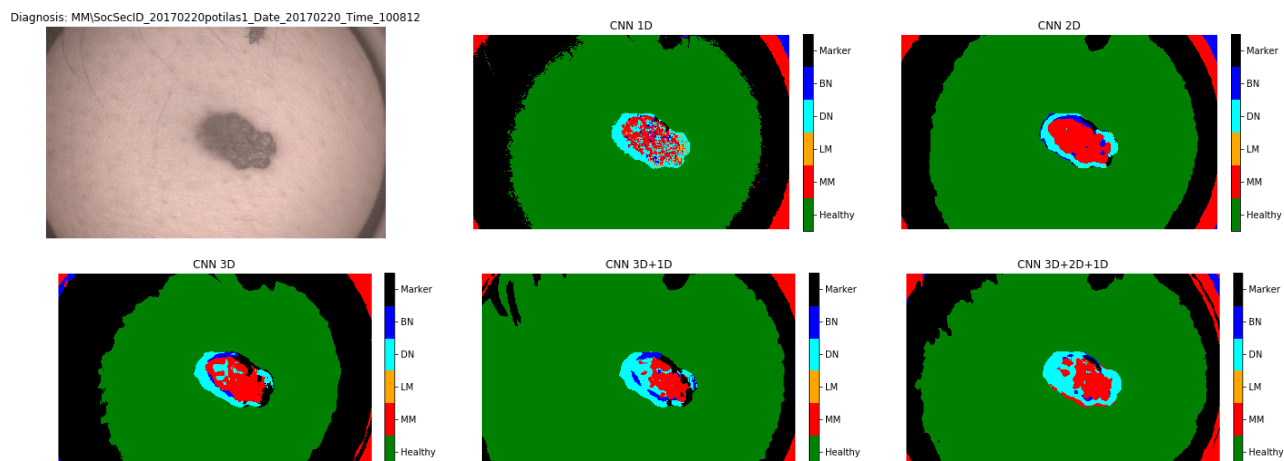 Diagnosis: MM\SocSecID_20170220potilas1_Date_20170220_Time_100812
CNN 1D
Marker
BN
DN
LM
MM
Healthy
CNN 2D
Marker
BN
DN
LM
MM
Healthy
CNN 3D
Marker
BN
DN
LM
MM
Healthy
CNN 3D+1D
Marker
BN
DN
LM
MM
Healthy
CNN 3D+2D+1D
Marker
BN
DN
LM
MM
Healthy